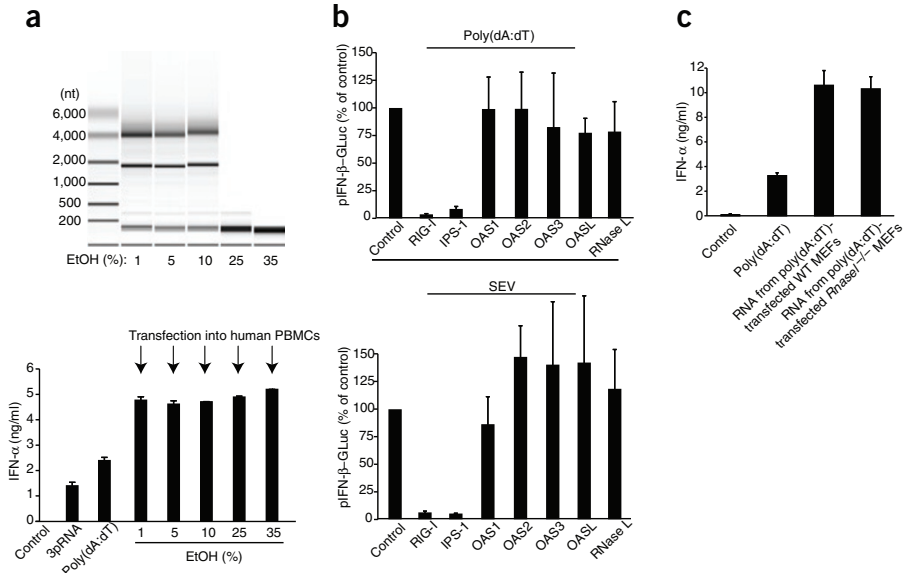 a
(nt)
6,000
4,000
2,000
1,000
500
200
EtOH (%): 1 5 10 25 35
Transfection into human PBMCs
IFN-α (ng/ml)
6
5
4
3
2
1
0
Control
3pRNA
Poly(dA:dT)
1 5 10 25 35
EtOH (%)
b
Poly(dA:dT)
pIFN-β–GLuc (% of control)
150
125
100
75
50
25
0
Control
RIG-I
IPS-1
OAS1
OAS2
OAS3
OASL
RNase L
SEV
pIFN-β–GLuc (% of control)
150
125
100
75
50
25
0
Control
RIG-I
IPS-1
OAS1
OAS2
OAS3
OASL
RNase L
c
IFN-α (ng/ml)
12
10
8
6
4
2
0
Control
Poly(dA:dT)
RNA from poly(dA:dT)-
transfected WT MEFs
RNA from poly(dA:dT)-
transfected Rnasel–/– MEFs